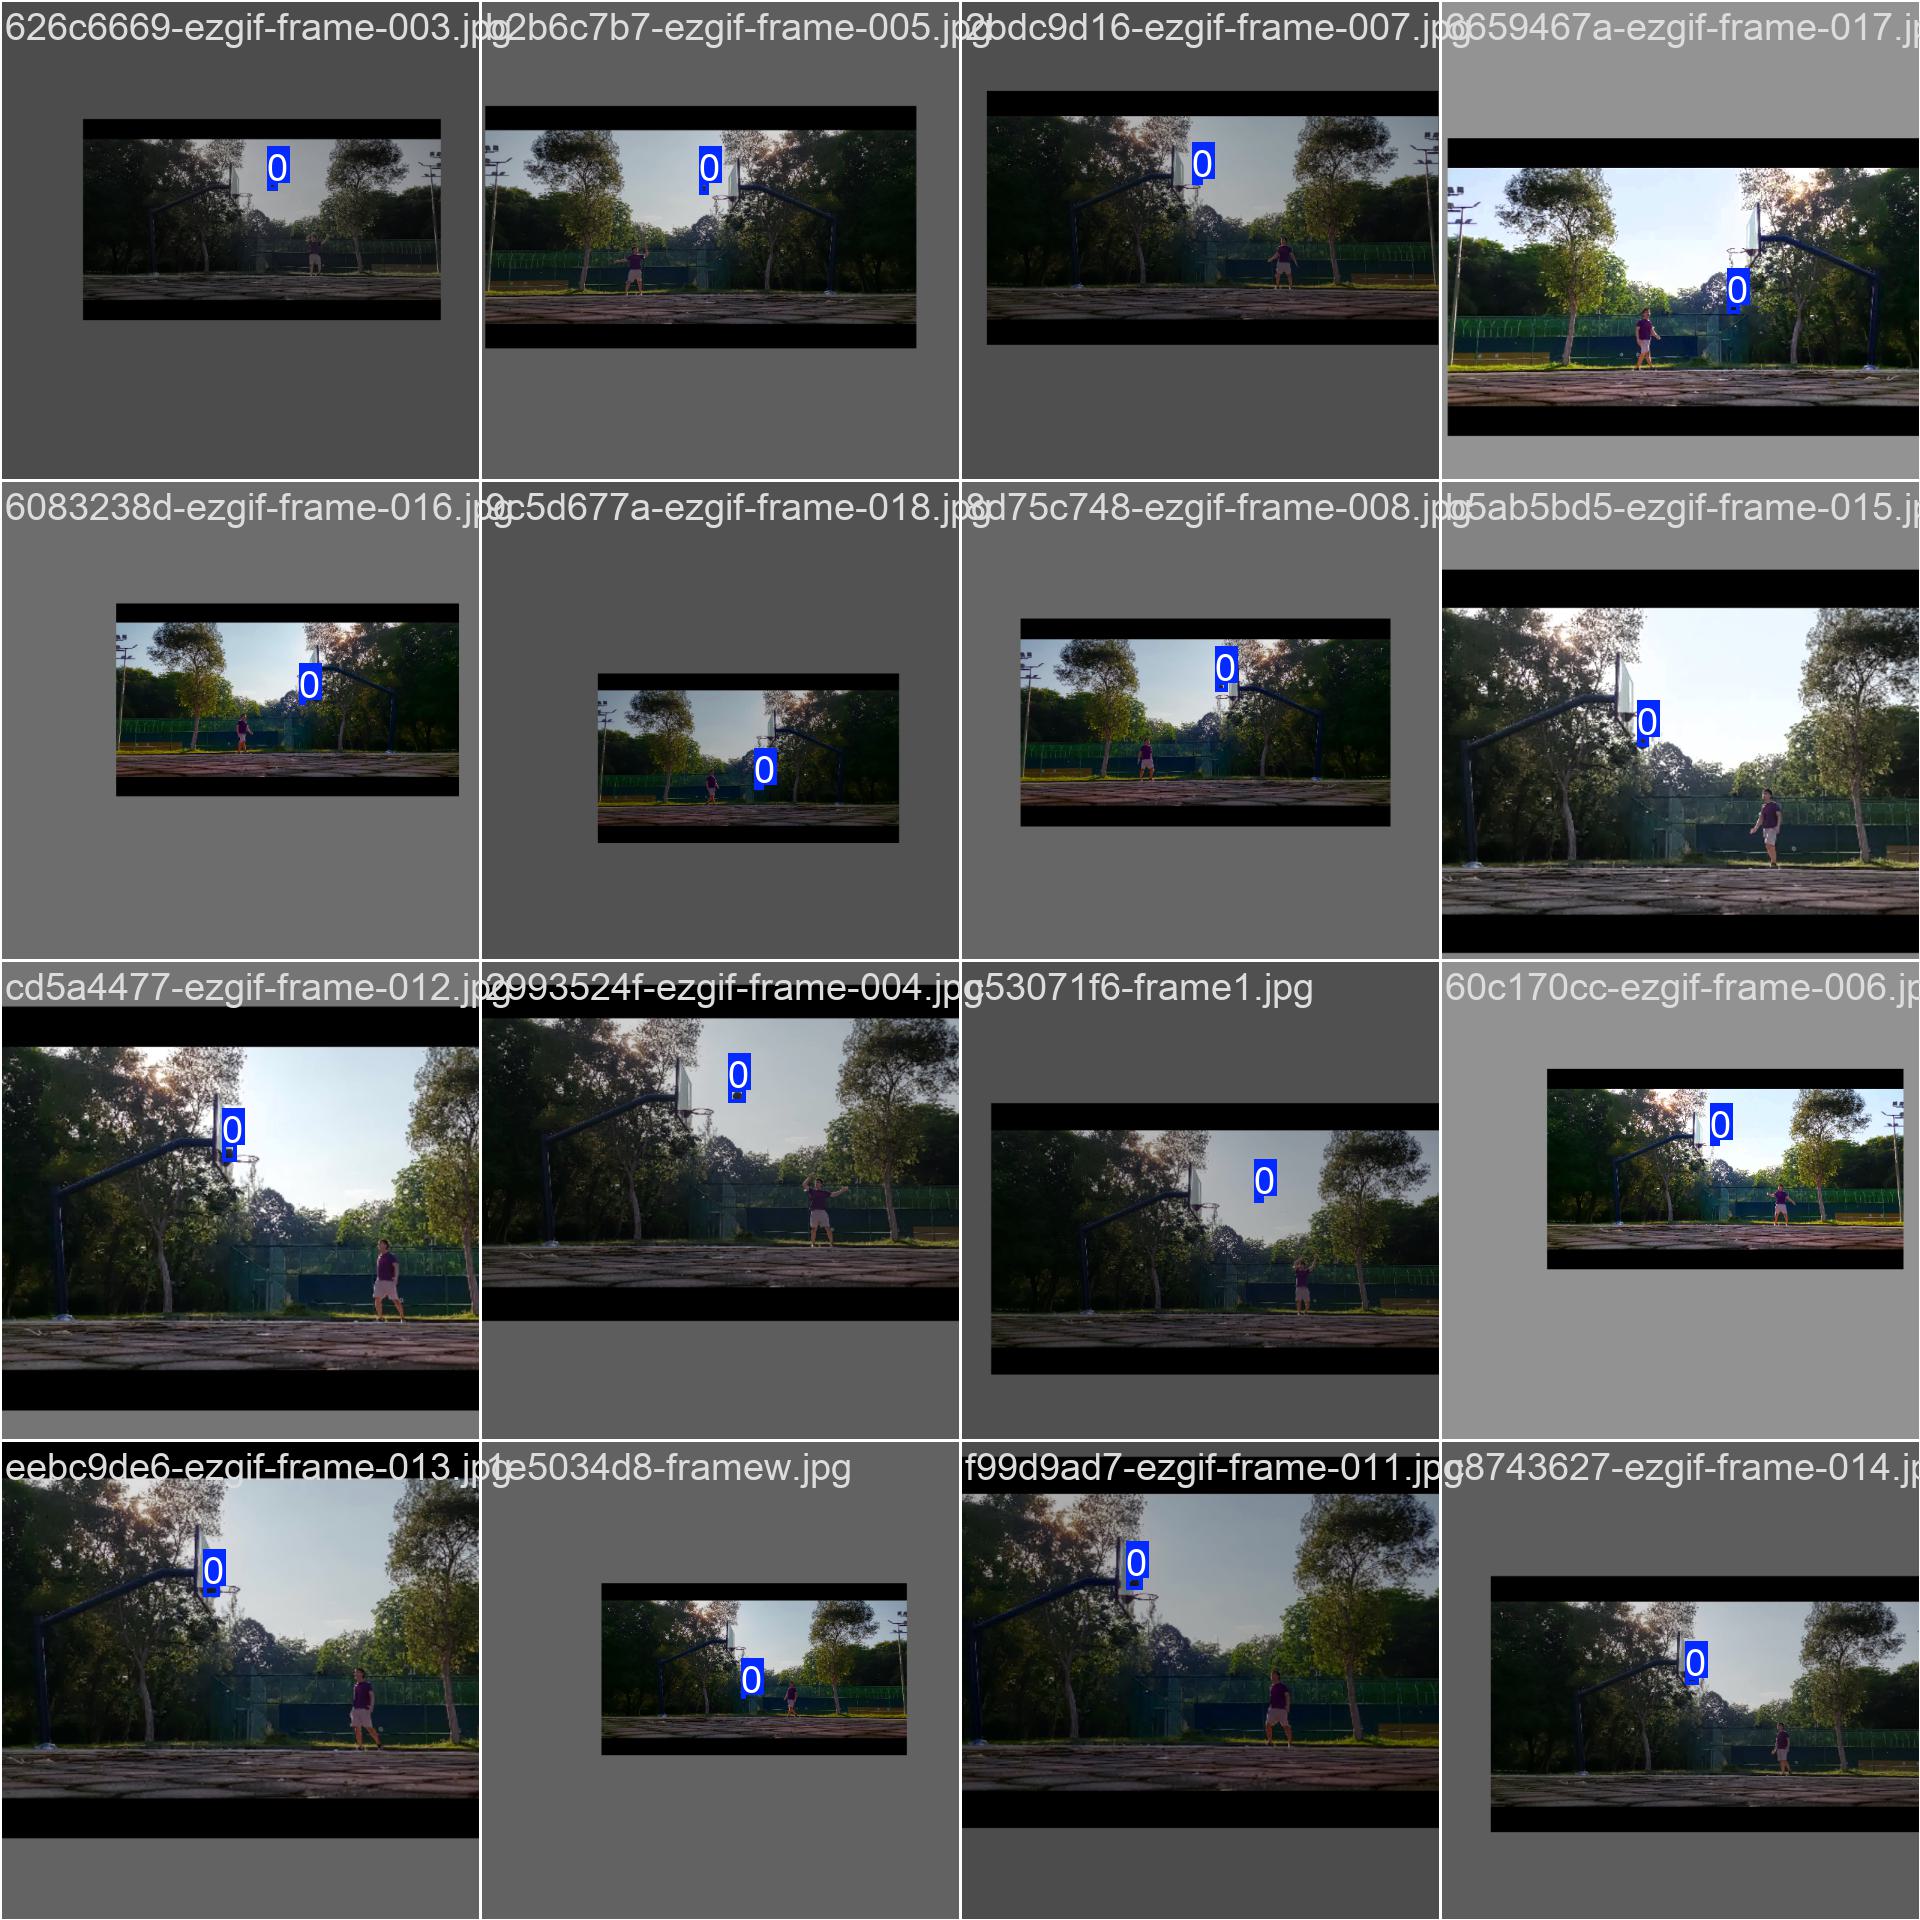 626c6669-ezgif-frame-003.jpg
b2b6c7b7-ezgif-frame-005.jpg
2bdc9d16-ezgif-frame-007.jpg
6659467a-ezgif-frame-017.jp
0
0
0
0
6083238d-ezgif-frame-016.jpg
9c5d677a-ezgif-frame-018.jpg
8d75c748-ezgif-frame-008.jpg
b5ab5bd5-ezgif-frame-015.jp
0
0
0
0
cd5a4477-ezgif-frame-012.jpg
2993524f-ezgif-frame-004.jpg
c53071f6-frame1.jpg
60c170cc-ezgif-frame-006.jp
0
0
0
0
eebc9de6-ezgif-frame-013.jpg
1e5034d8-framew.jpg
f99d9ad7-ezgif-frame-011.jpg
c8743627-ezgif-frame-014.jp
0
0
0
0